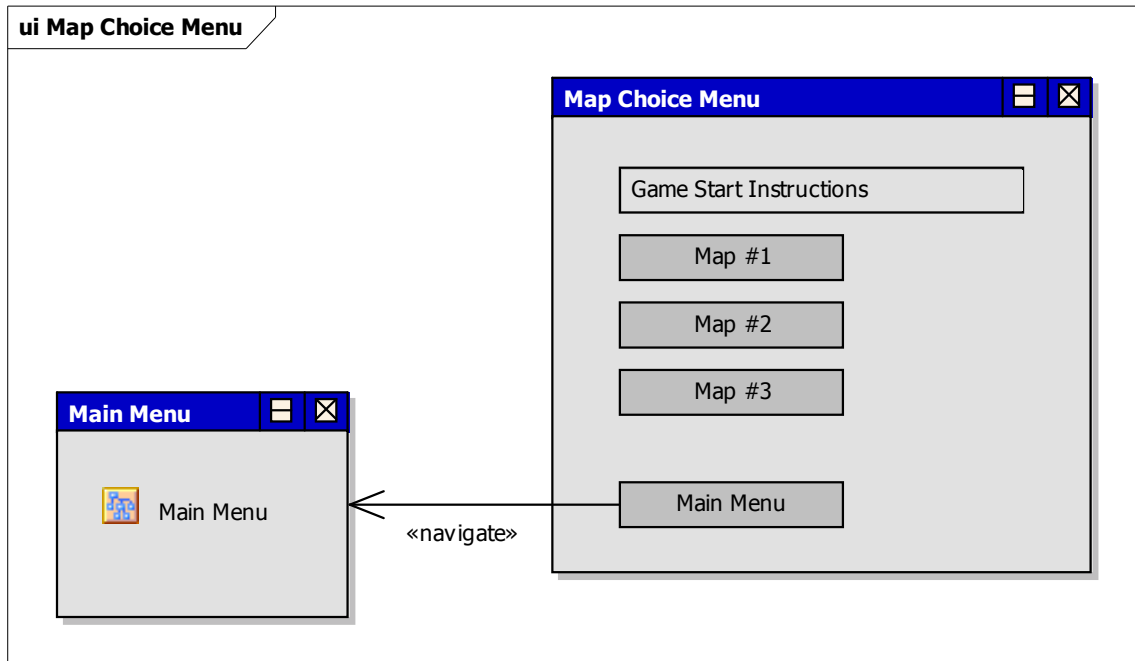 ui Map Choice Menu
Map Choice Menu
Game Start Instructions
Map #1
Map #2
Map #3
Main Menu
Main Menu
Main Menu
«navigate»